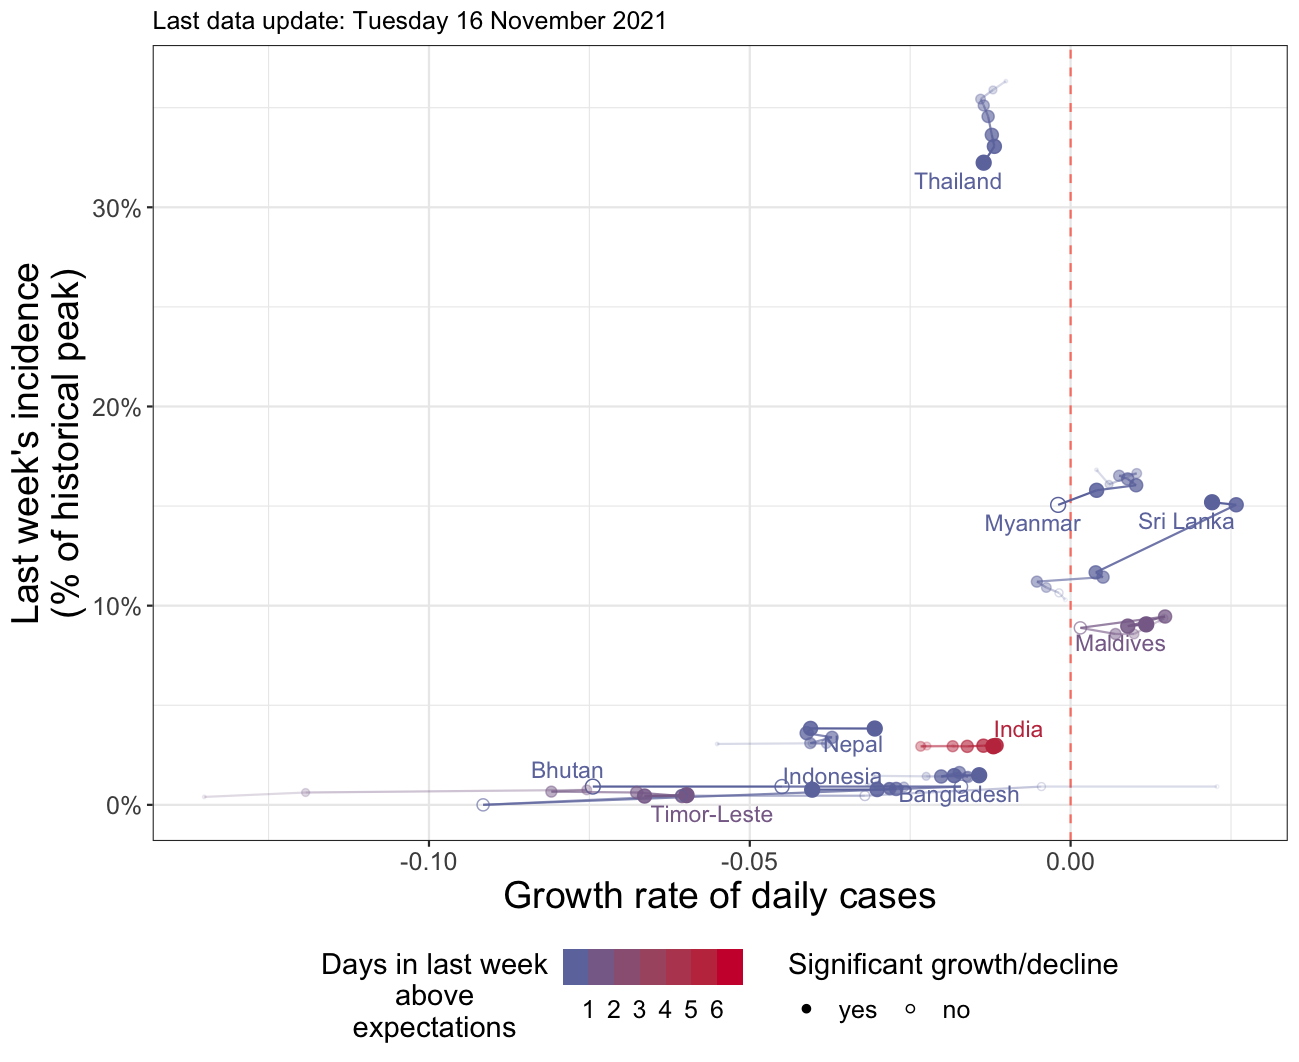 Last data update: Tuesday 16 November 2021
Last week's incidence
(% of historical peak)
30%
20%
10%
0%
Thailand
Myanmar
Sri Lanka
Maldives
India
Nepal
Bhutan
Indonesia
Bangladesh
Timor-Leste
-0.10
-0.05
0.00
Growth rate of daily cases
Days in last week
above
expectations
1 2 3 4 5 6
Significant growth/decline
yes no